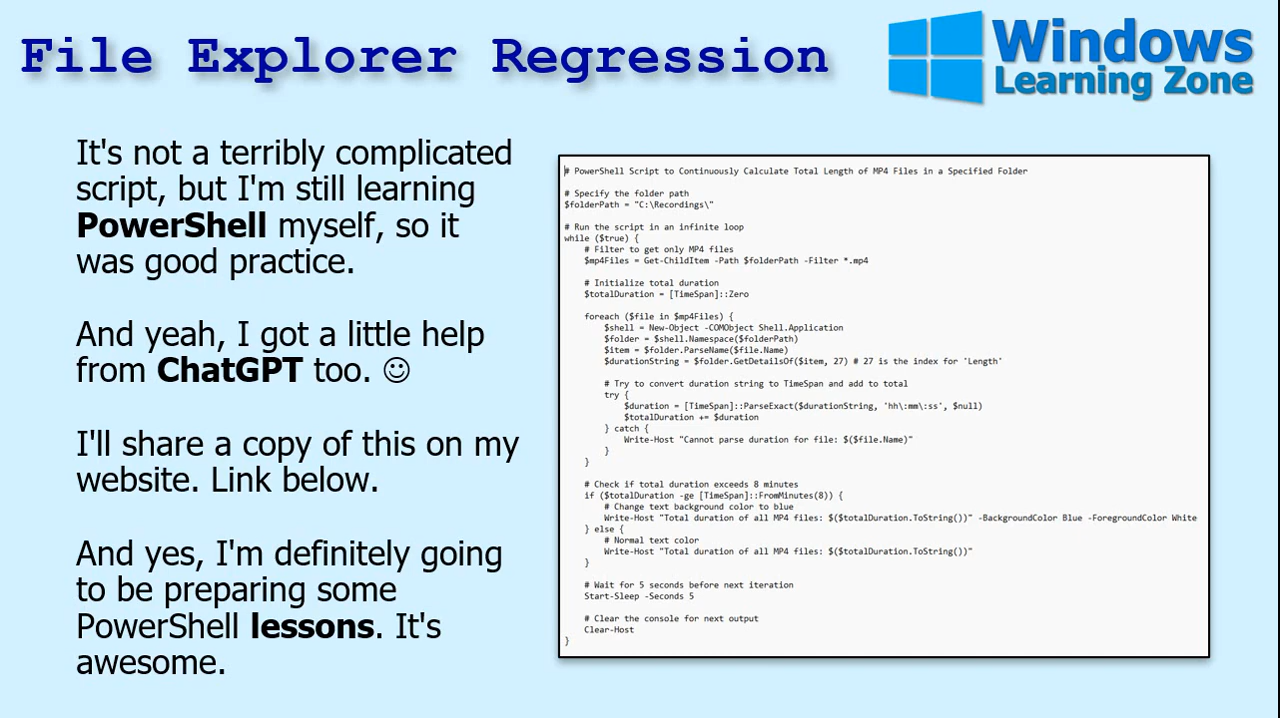 File Explorer Regression
Windows
Learning Zone
It's not a terribly complicated
script, but I'm still learning
PowerShell myself, so it
was good practice.
And yeah, I got a little help
from ChatGPT too. ☺
I'll share a copy of this on my
website. Link below.
And yes, I'm definitely going
to be preparing some
PowerShell lessons. It's
awesome.
# PowerShell Script to Continuously Calculate Total Length of MP4 Files in a Specified Folder
# Specify the folder path
$folderPath = "C:\Recordings\"
# Run the script in an infinite loop
while ($true) {
    # Filter to get only MP4 files
    $mp4Files = Get-ChildItem -Path $folderPath -Filter *.mp4
    # Initialize total duration
    $totalDuration = [TimeSpan]::Zero
    foreach ($file in $mp4Files) {
        $shell = New-Object -COMObject Shell.Application
        $folder = $shell.Namespace($folderPath)
        $item = $folder.ParseName($file.Name)
        $durationString = $folder.GetDetailsOf($item, 27) # 27 is the index for 'Length'
        # Try to convert duration string to TimeSpan and add to total
        try {
            $duration = [TimeSpan]::ParseExact($durationString, 'hh\:mm\:ss', $null)
            $totalDuration += $duration
        } catch {
            Write-Host "Cannot parse duration for file: $($file.Name)"
        }
    }
    # Check if total duration exceeds 8 minutes
    if ($totalDuration -ge [TimeSpan]::FromMinutes(8)) {
        # Change text background color to blue
        Write-Host "Total duration of all MP4 files: $($totalDuration.ToString())" -BackgroundColor Blue -ForegroundColor White
    } else {
        # Normal text color
        Write-Host "Total duration of all MP4 files: $($totalDuration.ToString())"
    }
    # Wait for 5 seconds before next iteration
    Start-Sleep -Seconds 5
    # Clear the console for next output
    Clear-Host
}